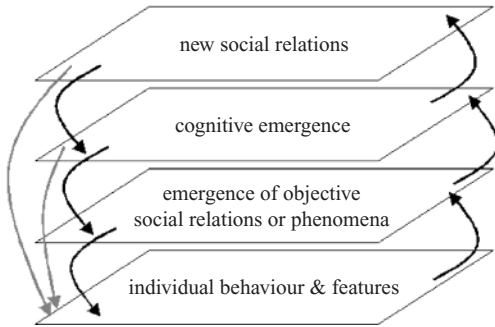 new social relations
cognitive emergence
emergence of objective
social relations or phenomena
individual behaviour & features